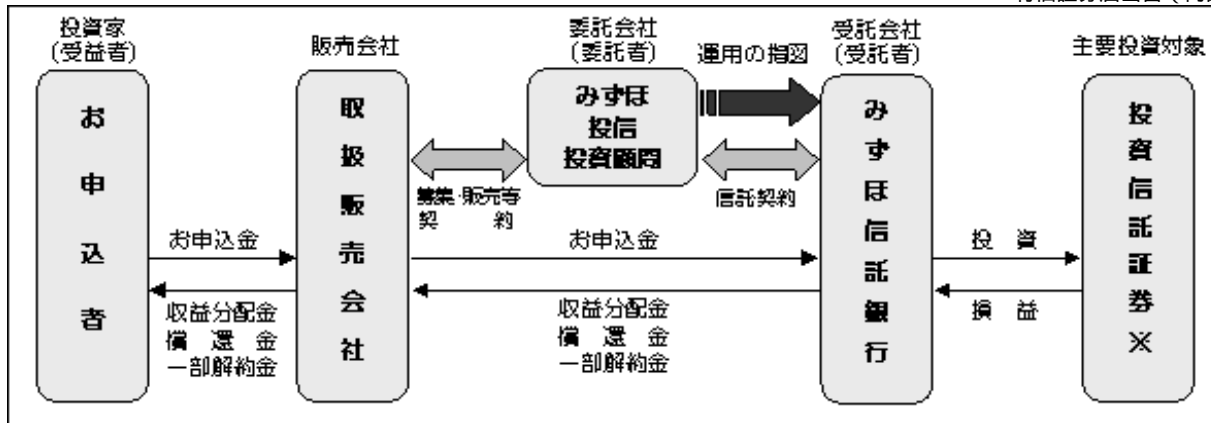 投資家
(受益者)
お申込者
販売会社
取扱販売会社
委託会社
(委託者)
みずほ
投信
投資顧問
運用の指図
受託会社
(受託者)
みずほ信託銀行
主要投資対象
投資信託証券※
募集・販売等
契約
信託契約
お申込金
お申込金
投資
収益分配金
償還金
一部解約金
収益分配金
償還金
一部解約金
損益